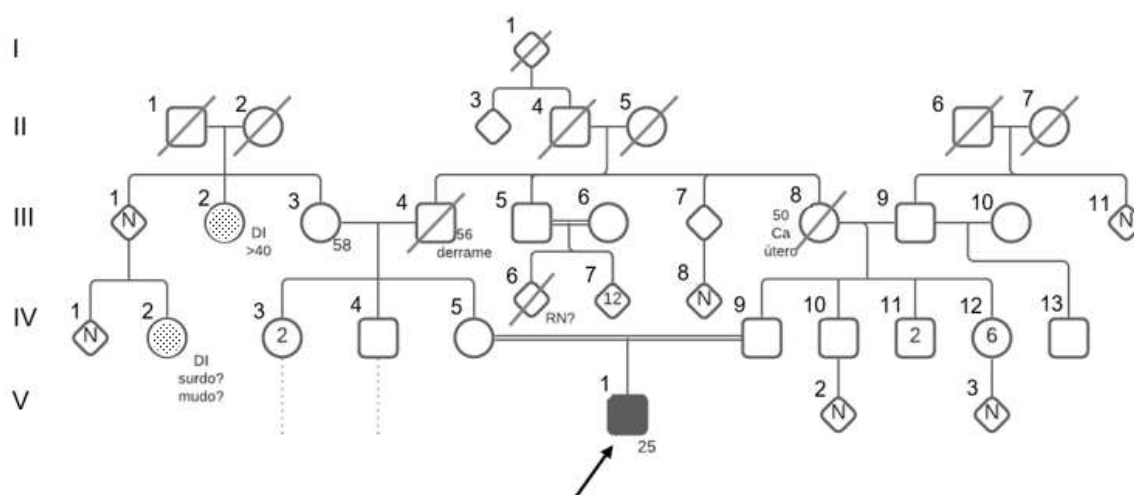 I
1
II
1 2 3 4 5 6 7
III
1 2 3 4 5 6 7 8 9 10 11
N
N
DI
>40
58
56
derrame
50
Ca
útero
IV
1 2 3 4 5 6 7 8 9 10 11 12 13
N
2
RN?
12
N
2
6
DI
surdo?
mudo?
V
1 2 3
N
N
25